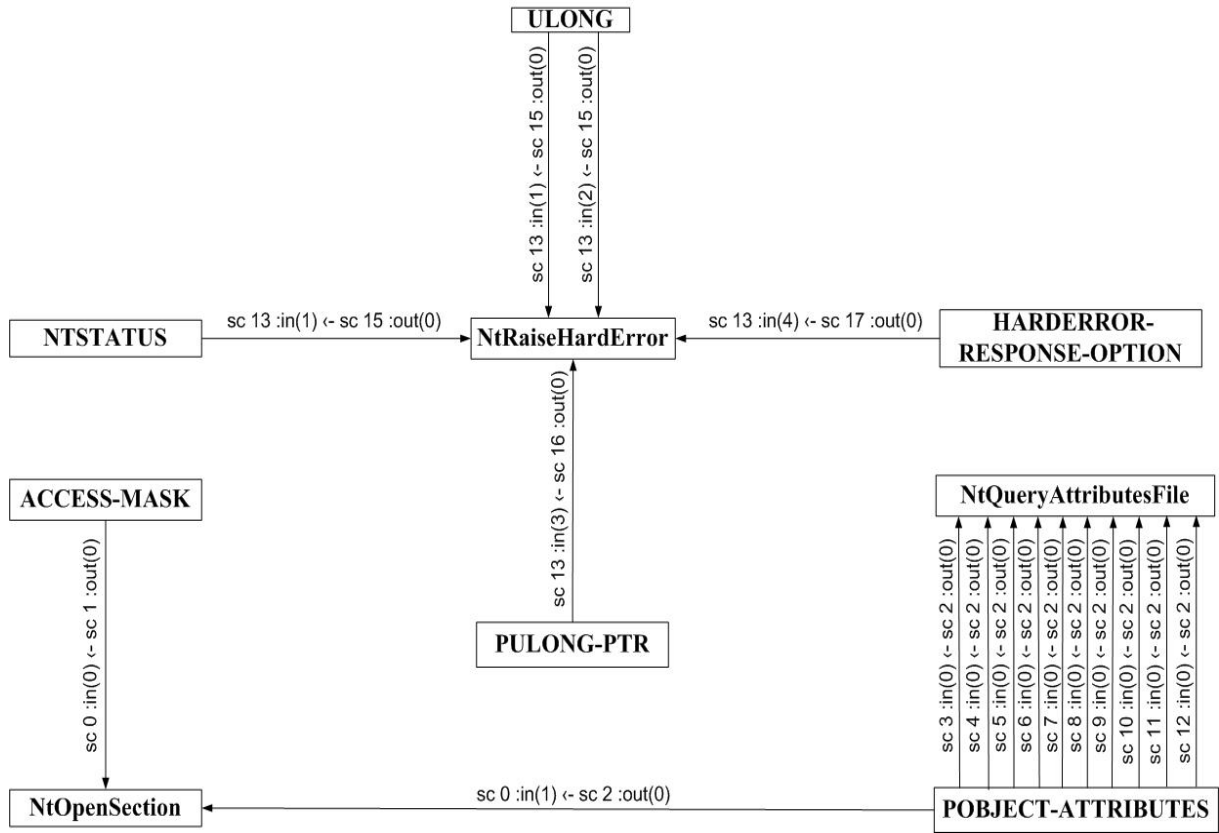 ULONG
sc 13 :in(1) ‹- sc 15 :out(0)
sc 13 :in(2) ‹- sc 15 :out(0)
NTSTATUS
sc 13 :in(1) ‹- sc 15 :out(0)
NtRaiseHardError
sc 13 :in(4) ‹- sc 17 :out(0)
HARDERROR-
RESPONSE-OPTION
sc 13 :in(3) ‹- sc 16 :out(0)
ACCESS-MASK
NtQueryAttributesFile
sc 0 :in(0) ‹- sc 1 :out(0)
PULONG-PTR
sc 3 :in(0) ‹- sc 2 :out(0)
sc 4 :in(0) ‹- sc 2 :out(0)
sc 5 :in(0) ‹- sc 2 :out(0)
sc 6 :in(0) ‹- sc 2 :out(0)
sc 7 :in(0) ‹- sc 2 :out(0)
sc 8 :in(0) ‹- sc 2 :out(0)
sc 9 :in(0) ‹- sc 2 :out(0)
sc 10 :in(0) ‹- sc 2 :out(0)
sc 11 :in(0) ‹- sc 2 :out(0)
sc 12 :in(0) ‹- sc 2 :out(0)
NtOpenSection
sc 0 :in(1) ‹- sc 2 :out(0)
POBJECT-ATTRIBUTES